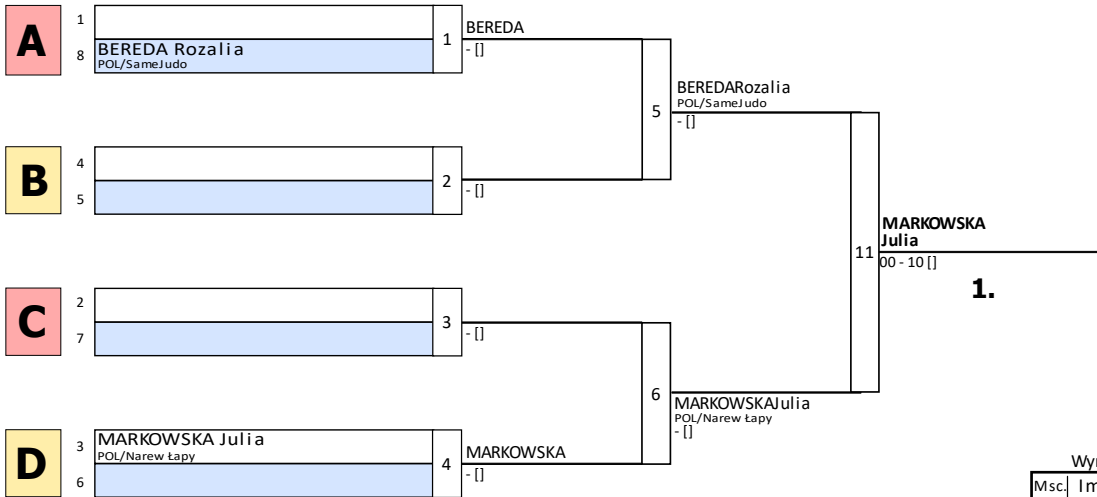 A
1
8
BEREDA Rozalia
POL/SameJudo
1
BEREDA
- []
B
4
5
2
- []
5
BEREDARozalia
POL/SameJudo
- []
C
2
7
3
- []
D
3
6
MARKOWSKA Julia
POL/Narew Łapy
4
MARKOWSKA
- []
6
MARKOWSKAJulia
POL/Narew Łapy
- []
11
MARKOWSKA
Julia
00 - 10 []
1.
Msc.